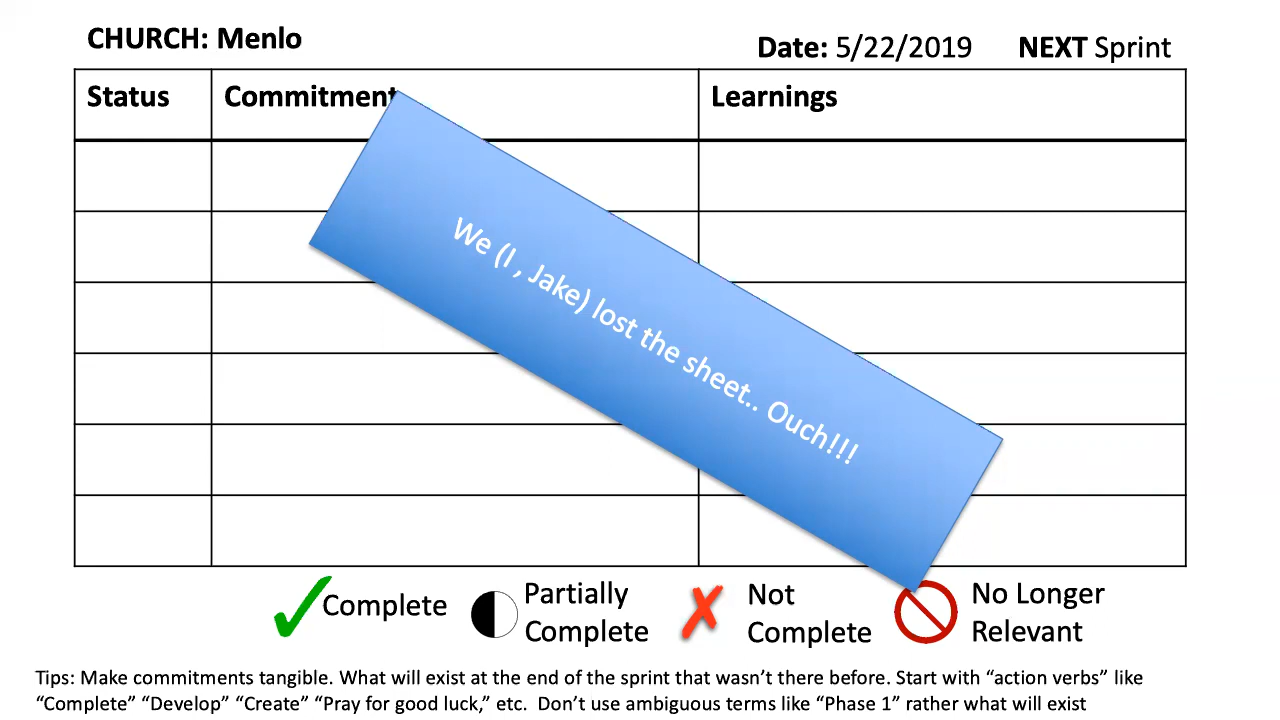 CHURCH: Menlo
Date: 5/22/2019 NEXT Sprint
Status Commitment Learnings
We (I , Jake) lost the sheet.. Ouch!!!
Complete
Partially Complete
Not Complete
No Longer Relevant
Tips: Make commitments tangible. What will exist at the end of the sprint that wasn’t there before. Start with “action verbs” like
“Complete” “Develop” “Create” “Pray for good luck,” etc.  Don’t use ambiguous terms like “Phase 1” rather what will exist